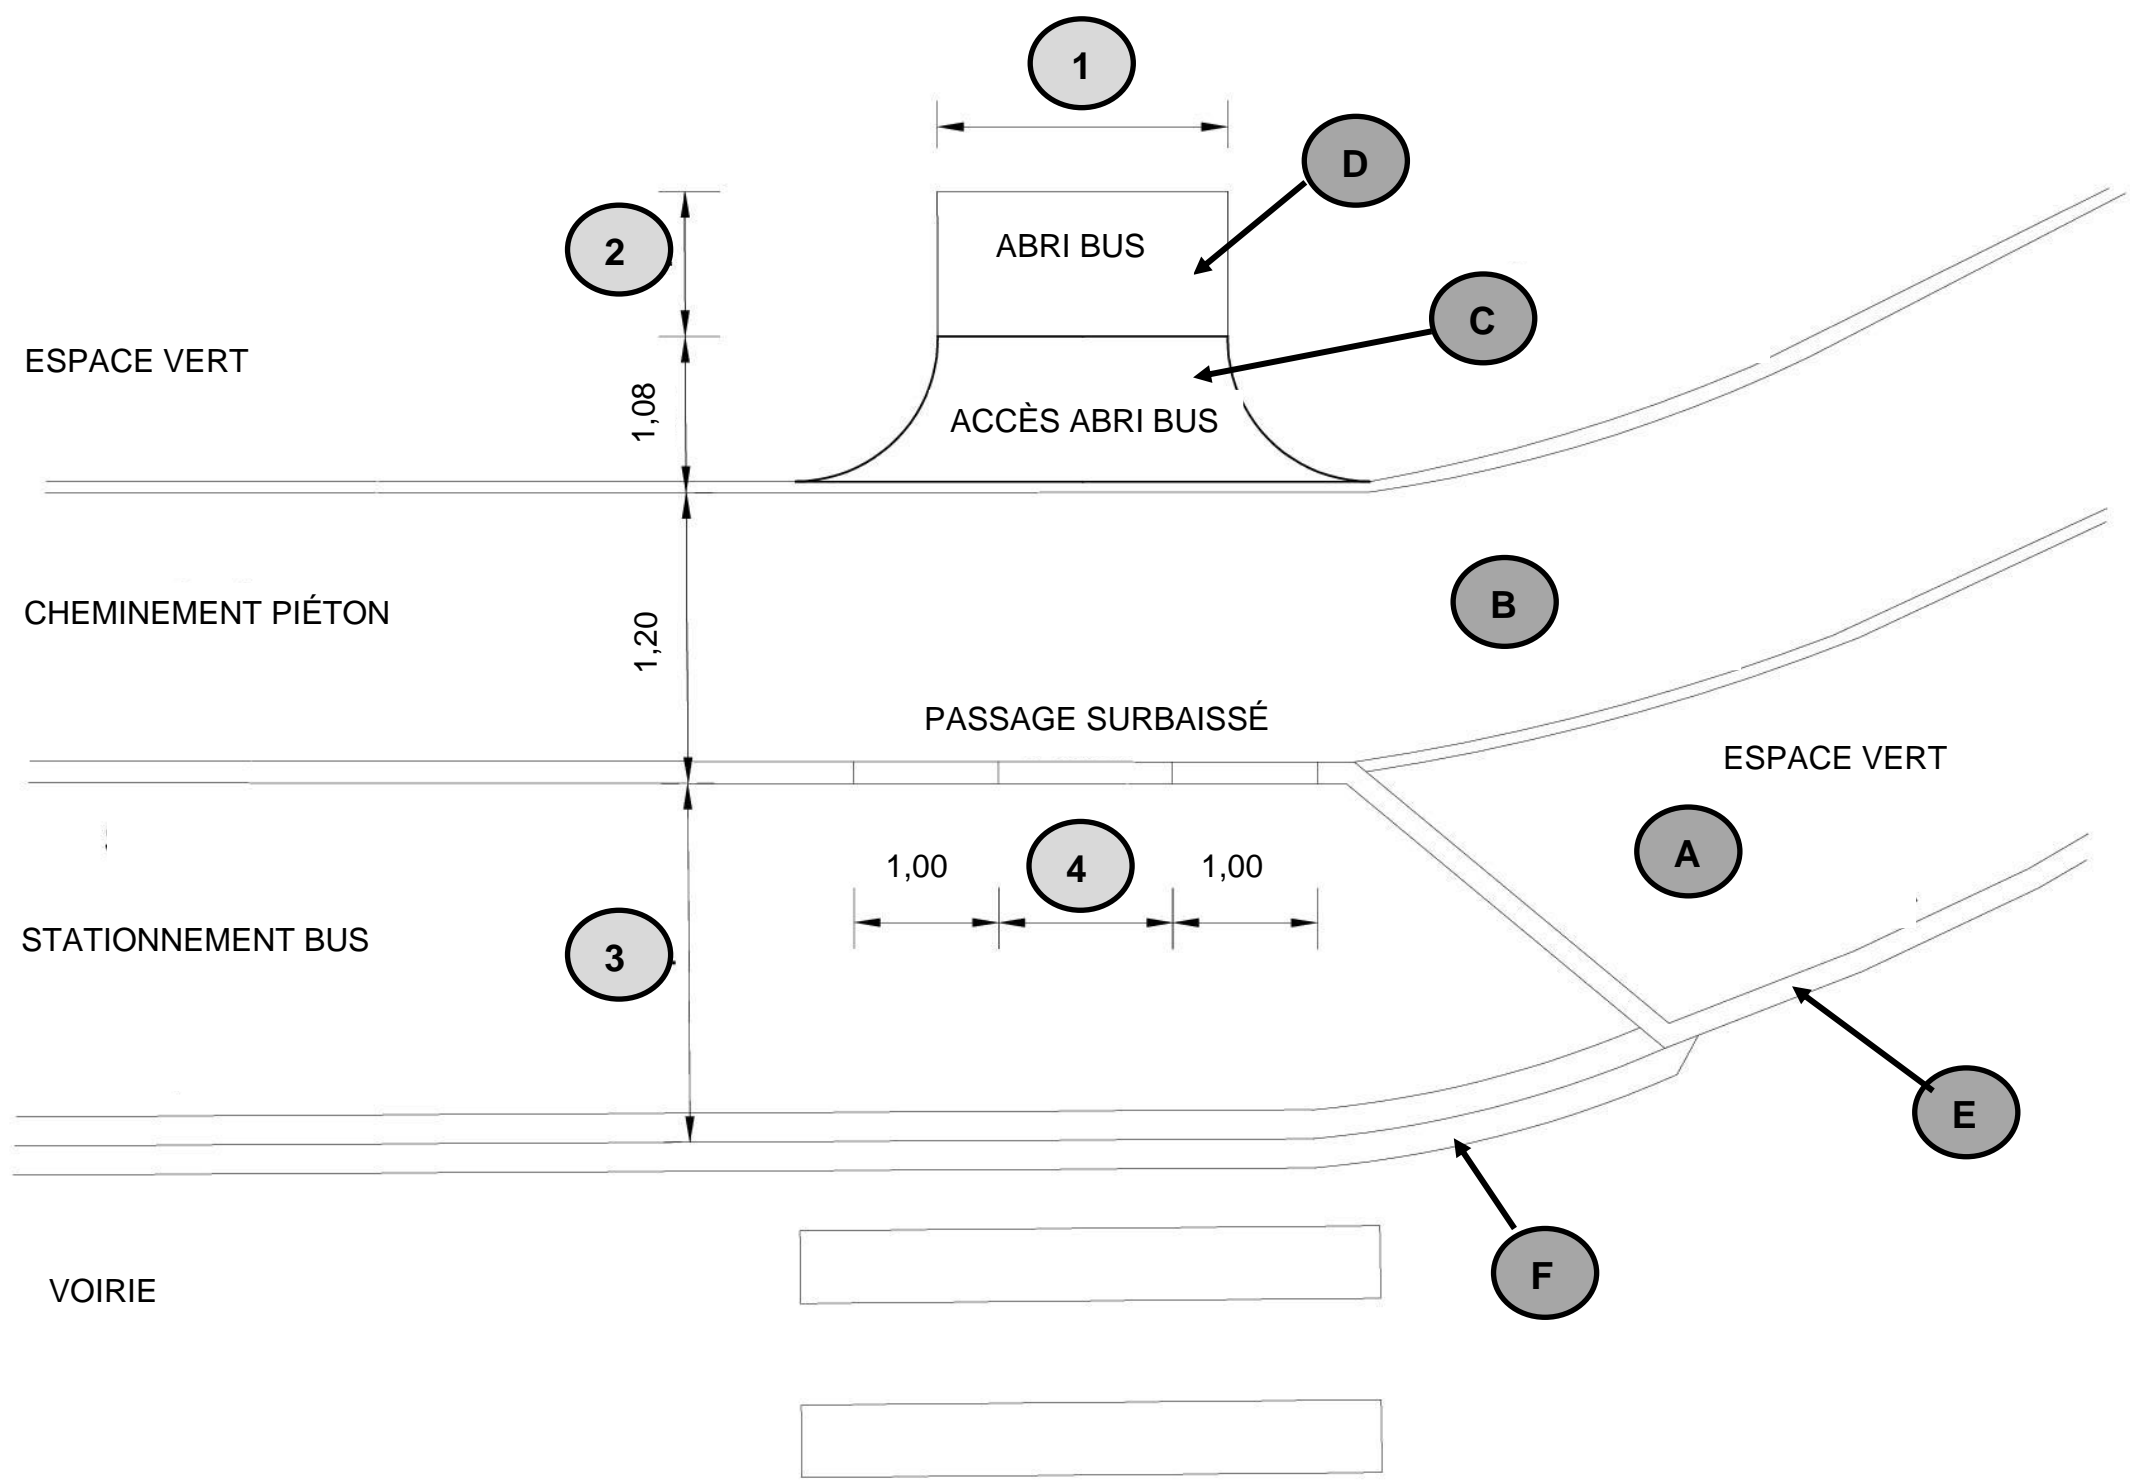 1
D
ABRI BUS
2
C
ESPACE VERT
1,08
ACCÈS ABRI BUS
B
CHEMINEMENT PIÉTON
1,20
PASSAGE SURBAISSÉ
ESPACE VERT
A
1,00
4
1,00
STATIONNEMENT BUS
3
E
F
VOIRIE